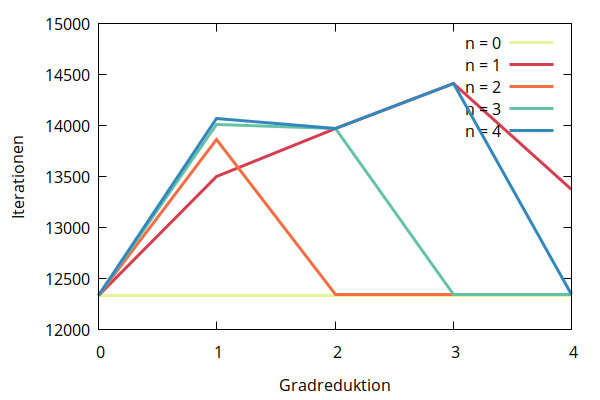 15000
14500
14000
13500
13000
12500
12000
Iterationen
n = 0
n = 1
n = 2
n = 3
n = 4
0 1 2 3 4
Gradreduktion